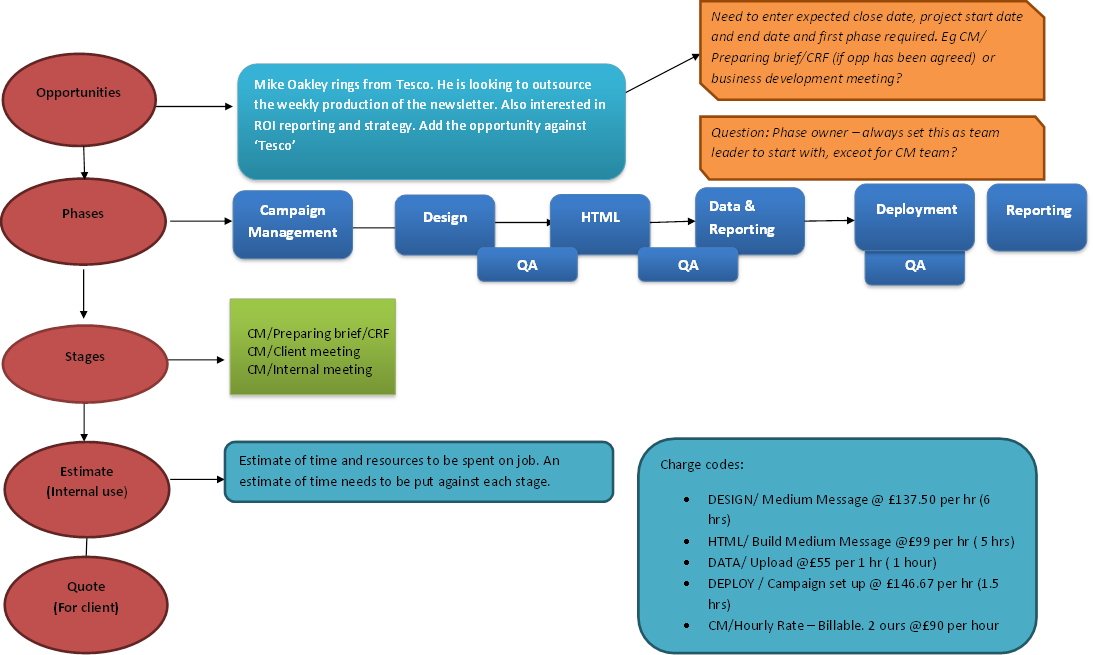 Need to enter expected close date, project start date
and end date and first phase required. Eg CM/
Preparing brief/CRF (if opp has been agreed)  or
business development meeting?
Opportunities
Mike Oakley rings from Tesco. He is looking to outsource
the weekly production of the newsletter. Also interested in
ROI reporting and strategy. Add the opportunity against
‘Tesco’
Question: Phase owner – always set this as team
leader to start with, exceot for CM team?
Phases
Campaign
Management
Design
HTML
Data &
Reporting
Deployment
Reporting
QA
QA
QA
Stages
CM/Preparing brief/CRF
CM/Client meeting
CM/Internal meeting
Estimate
(Internal use)
Estimate of time and resources to be spent on job. An
estimate of time needs to be put against each stage.
Charge codes:
• DESIGN/ Medium Message @ £137.50 per hr (6
hrs)
• HTML/ Build Medium Message @£99 per hr ( 5 hrs)
• DATA/ Upload @£55 per 1 hr ( 1 hour)
• DEPLOY / Campaign set up @ £146.67 per hr (1.5
hrs)
• CM/Hourly Rate – Billable. 2 ours @£90 per hour
Quote
(For client)